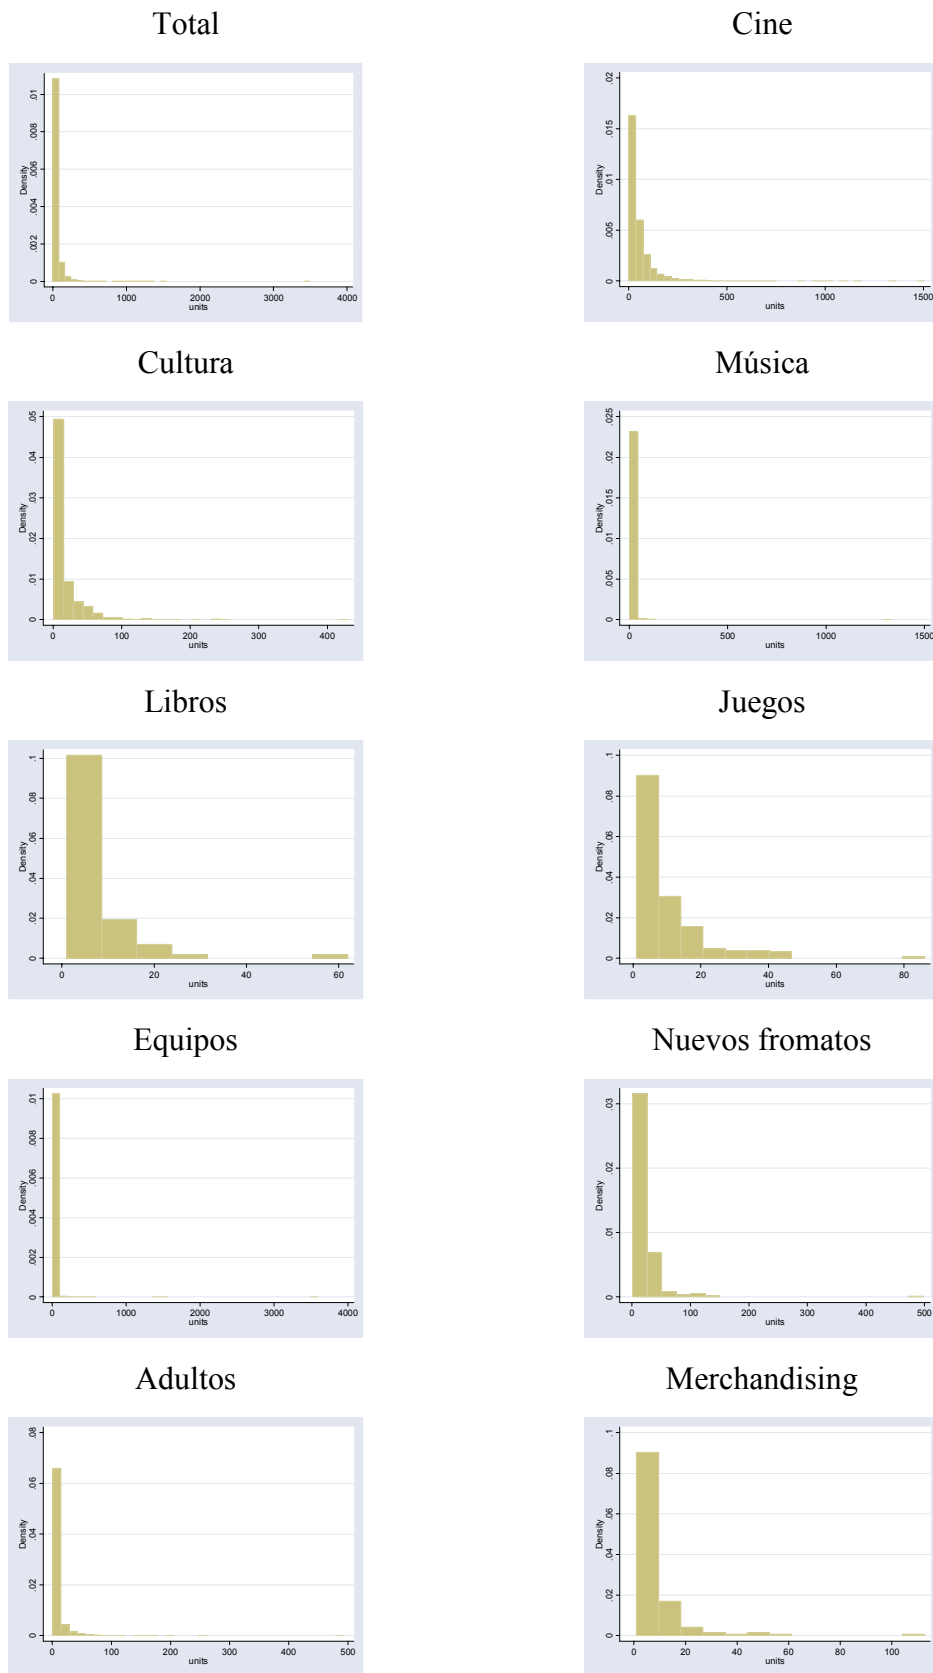 Total
Cine
.01
.008
.006
.004
.002
0
Density
0 1000 2000 3000 4000
units
.02
.015
.01
.005
0
Density
0 500 1000 1500
units
Cultura
Música
.05
.04
.03
.02
.01
0
Density
0 100 200 300 400
units
.025
.02
.015
.01
.005
0
Density
0 500 1000 1500
units
Libros
Juegos
.1
.08
.06
.04
.02
0
Density
0 20 40 60
units
.1
.08
.06
.04
.02
0
Density
0 20 40 60 80
units
Equipos
Nuevos fromatos
.01
.008
.006
.004
.002
0
Density
0 1000 2000 3000 4000
units
.03
.02
.01
0
Density
0 100 200 300 400 500
units
Adultos
Merchandising
.08
.06
.04
.02
0
Density
0 100 200 300 400 500
units
.1
.08
.06
.04
.02
0
Density
0 20 40 60 80 100
units